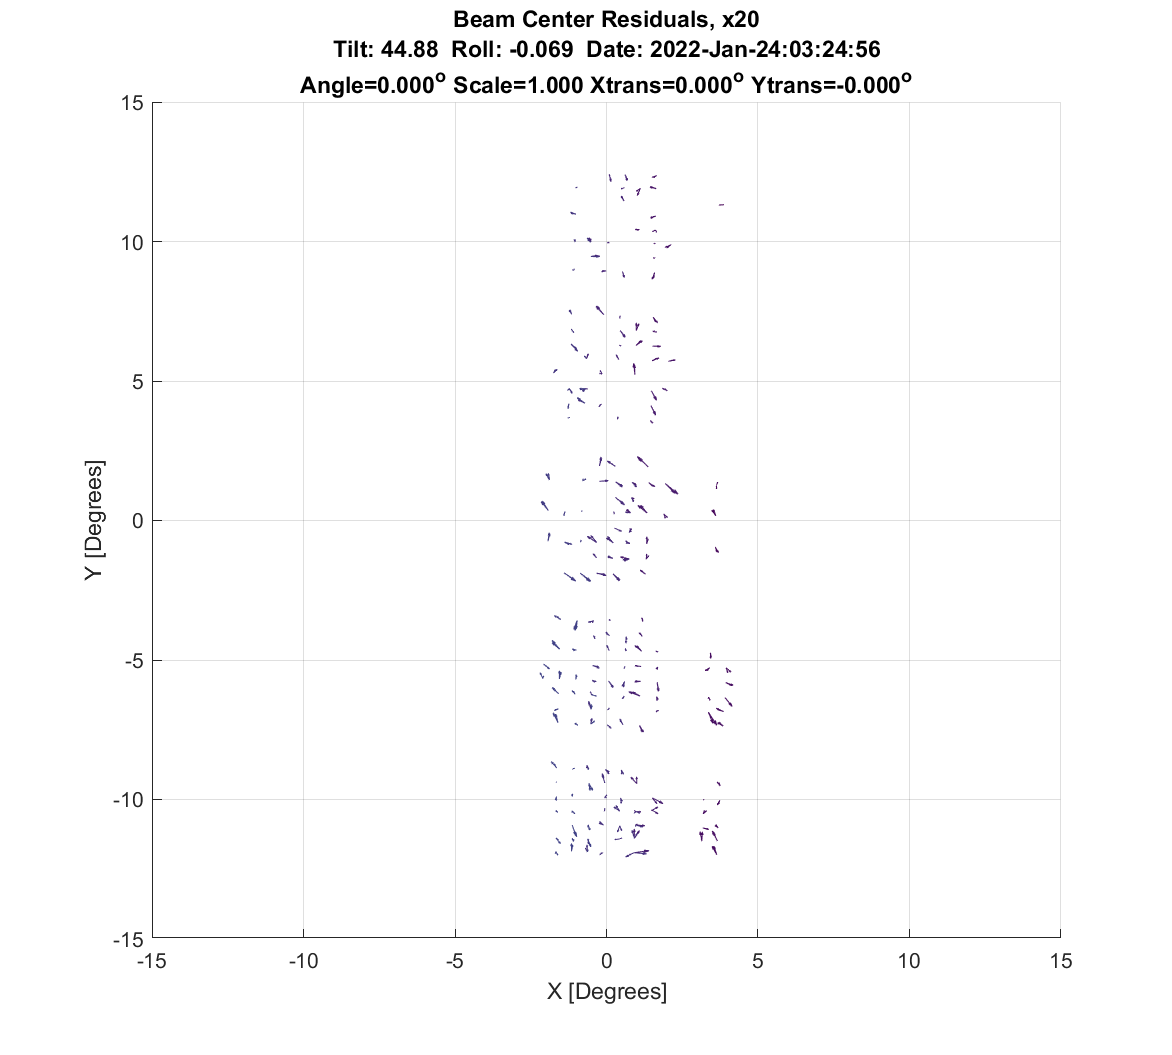 Beam Center Residuals, x20
Tilt: 44.88  Roll: -0.069  Date: 2022-Jan-24:03:24:56
Angle=0.000° Scale=1.000 Xtrans=0.000° Ytrans=-0.000°
15
10
5
0
-5
-10
-15
Y [Degrees]
-15 -10 -5 0 5 10 15
X [Degrees]